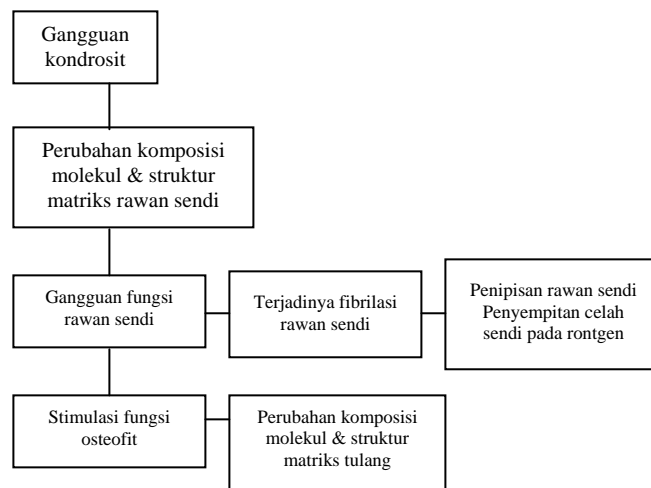 Gangguan
kondrosit
Perubahan komposisi
molekul & struktur
matriks rawan sendi
Gangguan fungsi
rawan sendi
Terjadinya fibrilasi
rawan sendi
Penipisan rawan sendi
Penyempitan celah
sendi pada rontgen
Stimulasi fungsi
osteofit
Perubahan komposisi
molekul & struktur
matriks tulang